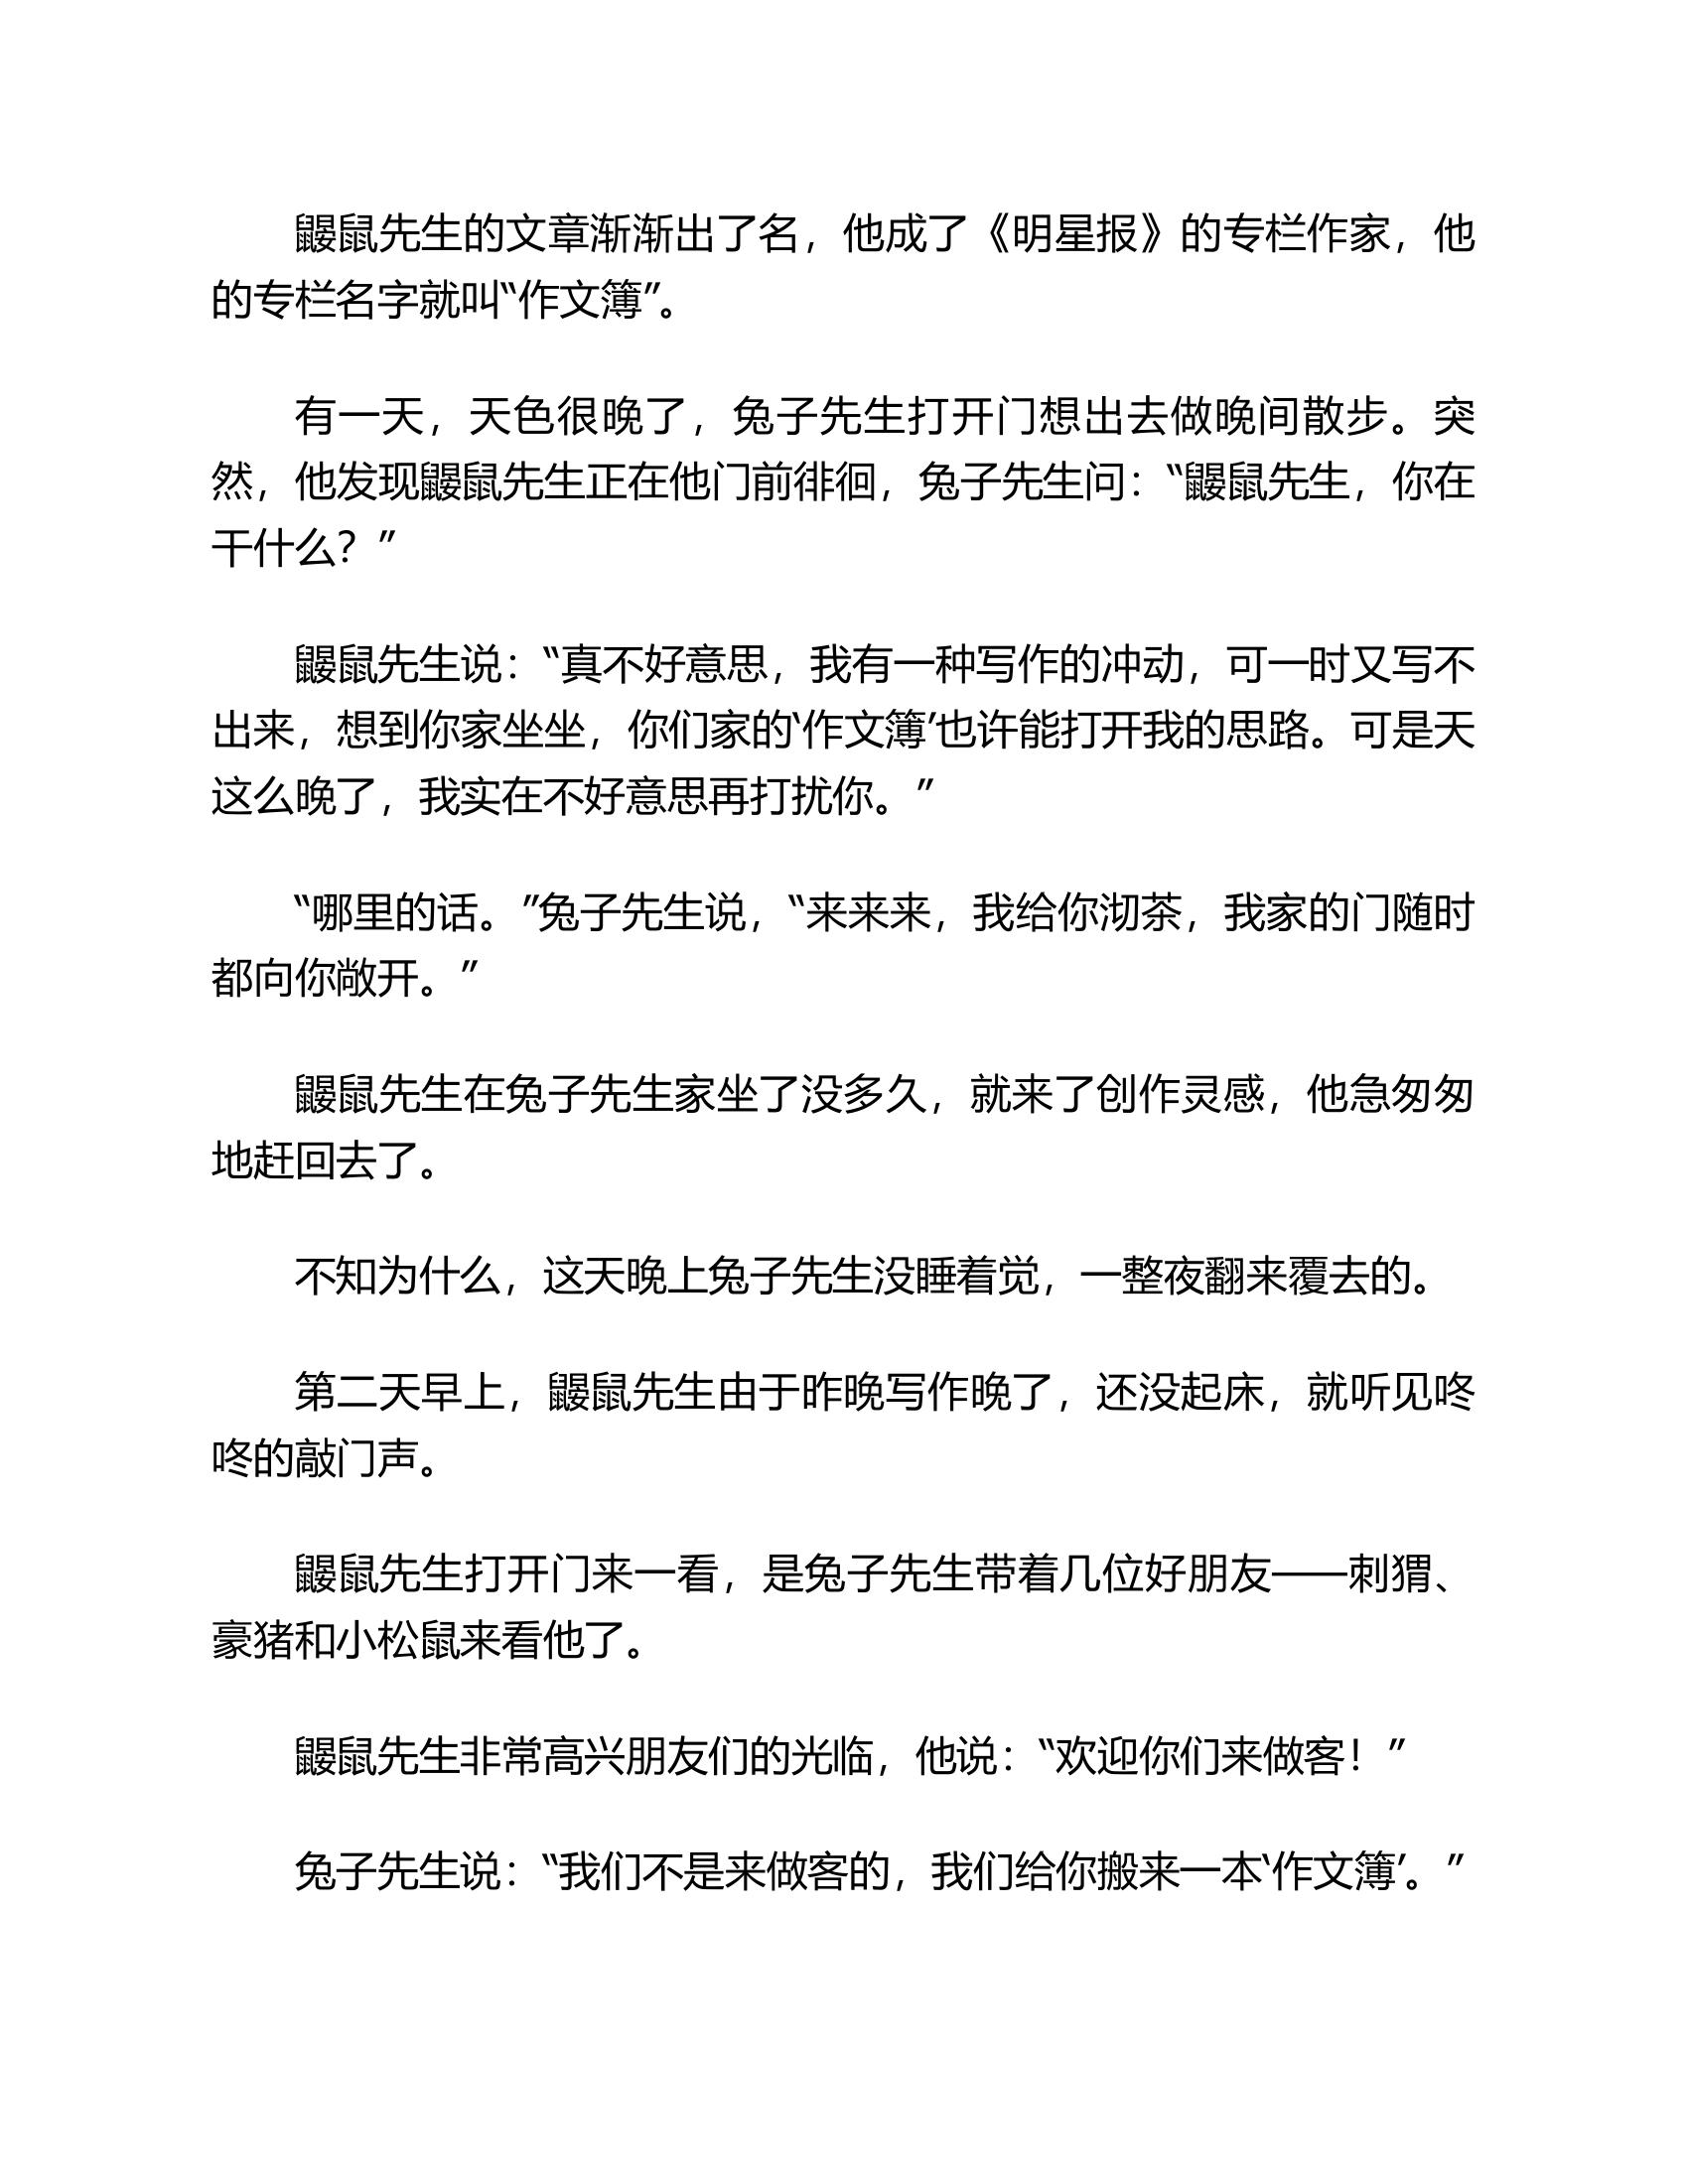 鼹鼠先生的文章渐渐出了名，他成了《明星报》的专栏作家，他
的专栏名字就叫“作文簿”。
有一天，天色很晚了，兔子先生打开门想出去做晚间散步。突
然，他发现鼹鼠先生正在他门前徘徊，兔子先生问：“鼹鼠先生，你在
干什么？”
鼹鼠先生说：“真不好意思，我有一种写作的冲动，可一时又写不
出来，想到你家坐坐，你们家的‘作文簿’也许能打开我的思路。可是天
这么晚了，我实在不好意思再打扰你。”
“哪里的话。”兔子先生说，“来来来，我给你沏茶，我家的门随时
都向你敞开。”
鼹鼠先生在兔子先生家坐了没多久，就来了创作灵感，他急匆匆
地赶回去了。
不知为什么，这天晚上兔子先生没睡着觉，一整夜翻来覆去的。
第二天早上，鼹鼠先生由于昨晚写作晚了，还没起床，就听见咚
咚的敲门声。
鼹鼠先生打开门来一看，是兔子先生带着几位好朋友——刺猬、
豪猪和小松鼠来看他了。
鼹鼠先生非常高兴朋友们的光临，他说：“欢迎你们来做客！”
兔子先生说：“我们不是来做客的，我们给你搬来一本‘作文簿’。”